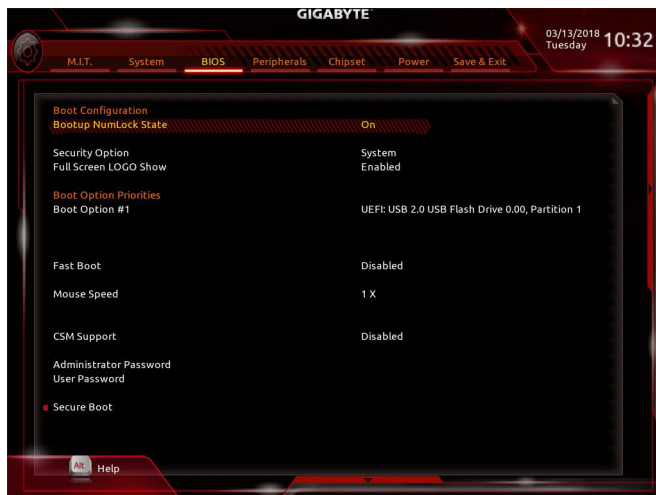 GIGABYTE™
03/13/2018 Tuesday 10:32
M.I.T. System BIOS Peripherals Chipset Power Save & Exit
Boot Configuration
Bootup NumLock State On
Security Option System
Full Screen LOGO Show Enabled
Boot Option Priorities
Boot Option #1 UEFI: USB 2.0 USB Flash Drive 0.00, Partition 1
Fast Boot Disabled
Mouse Speed 1 X
CSM Support Disabled
Administrator Password
User Password
Secure Boot
Alt Help